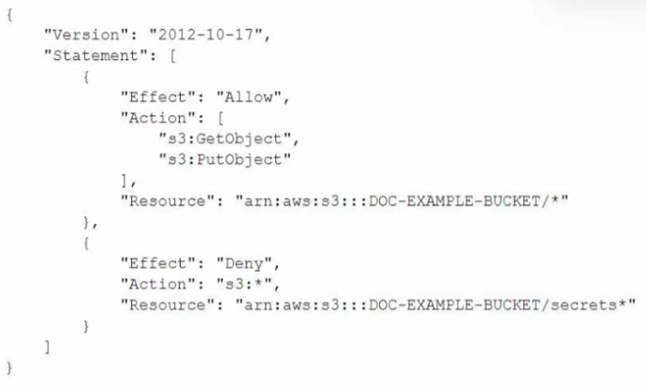 {
    "Version": "2012-10-17",
    "Statement": [
        {
            "Effect": "Allow",
            "Action": [
                "s3:GetObject",
                "s3:PutObject"
            ],
            "Resource": "arn:aws:s3:::DOC-EXAMPLE-BUCKET/*"
        },
        {
            "Effect": "Deny",
            "Action": "s3:*",
            "Resource": "arn:aws:s3:::DOC-EXAMPLE-BUCKET/secrets*"
        }
    ]
}